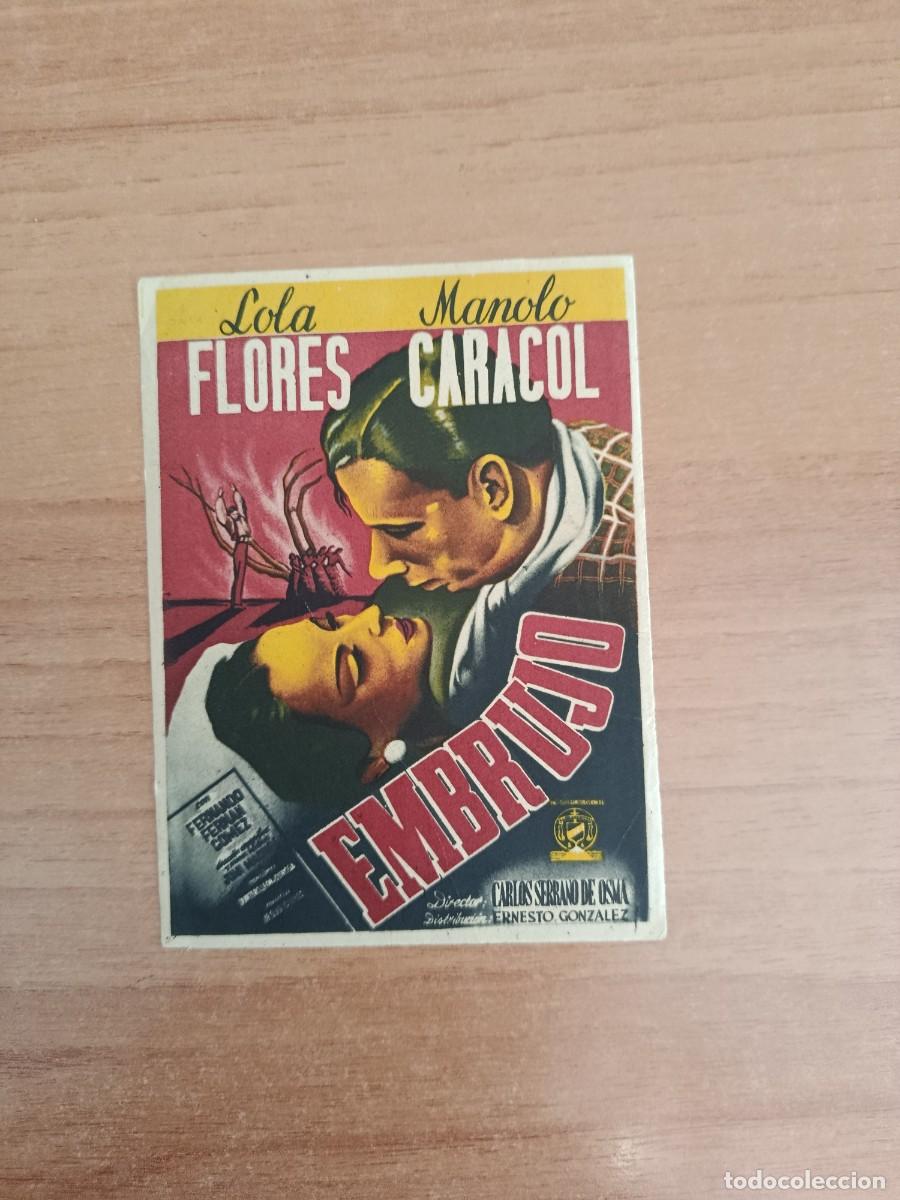 Lola Manolo
FLORES CARACOL
EMBRUJO
CON
FERNANDO
FERNAN
GOMEZ
Director: CARLOS SERRANO DE OSMA
Distribución: ERNESTO GONZALEZ
todocoleccion